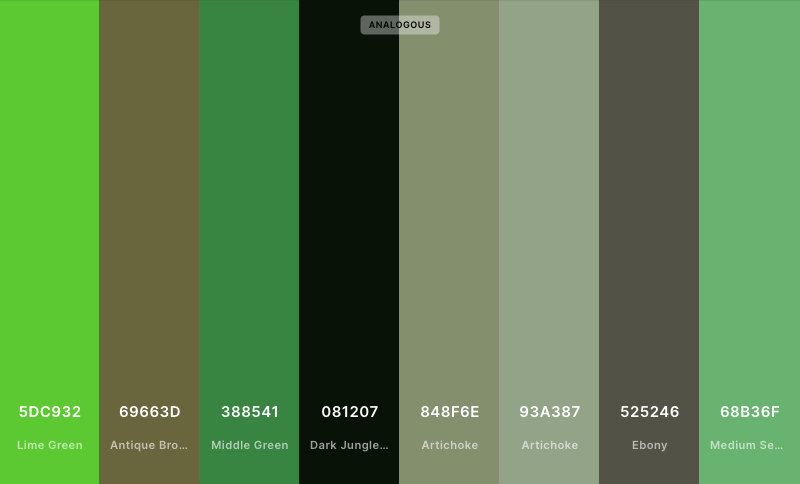 ANALOGOUS
5DC932 69663D 388541 081207 848F6E 93A387 525246 68B36F
Lime Green Antique Bro... Middle Green Dark Jungle... Artichoke Artichoke Ebony Medium Se...